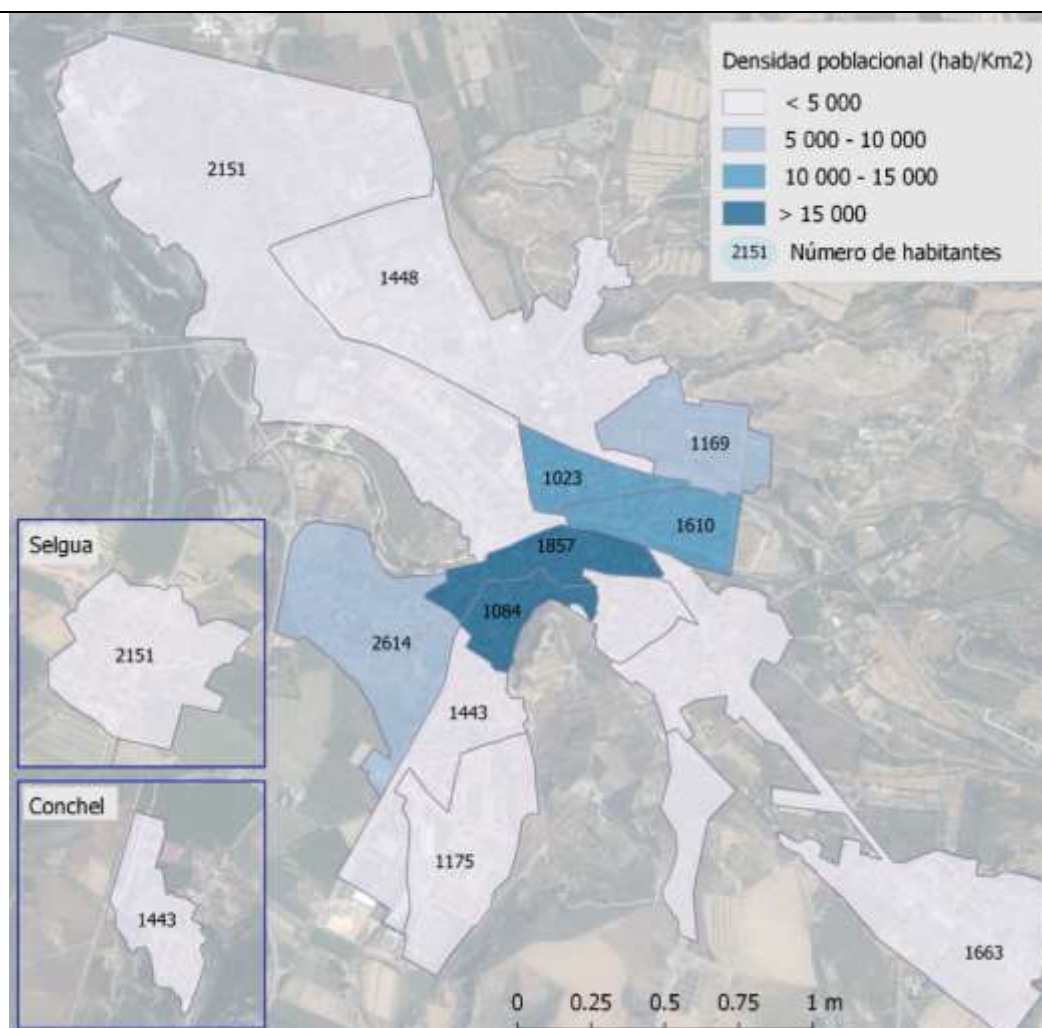 Densidad poblacional (hab/Km2)
< 5 000
5 000 - 10 000
10 000 - 15 000
> 15 000
2151 Número de habitantes
2151
1448
1169
1023
1610
1857
1084
2614
1443
1175
1663
Selgua
2151
Conchel
1443
0 0.25 0.5 0.75 1 m